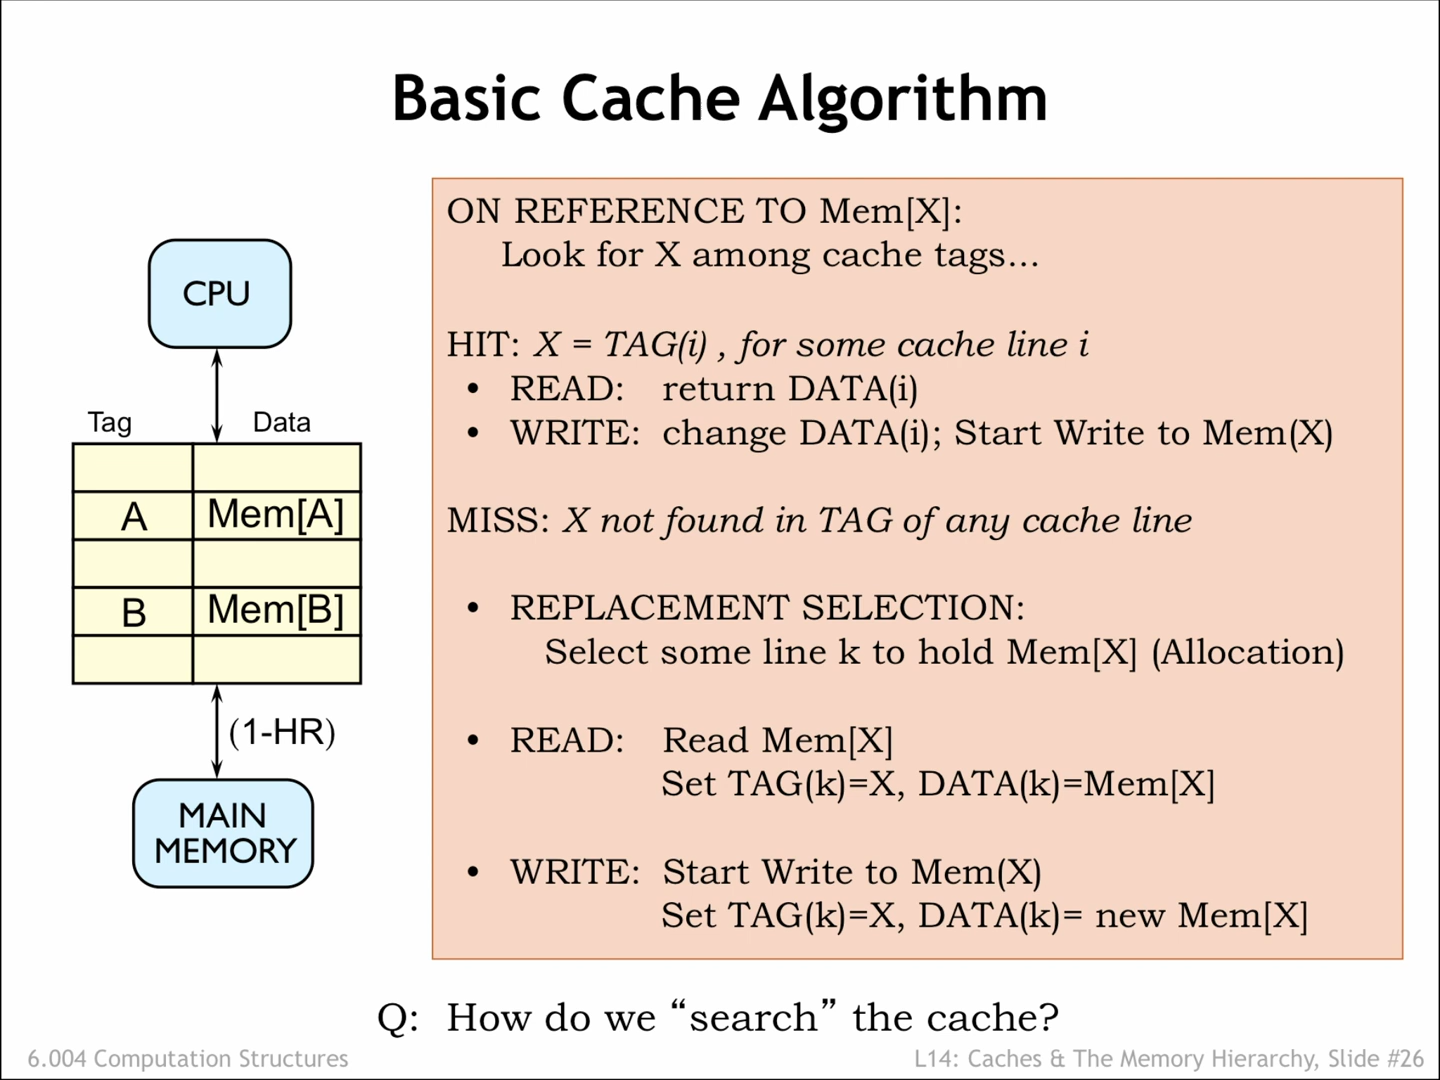 Basic Cache Algorithm
CPU
Tag Data
A Mem[A]
B Mem[B]
(1-HR)
MAIN
MEMORY
ON REFERENCE TO Mem[X]:
Look for X among cache tags...
HIT: X = TAG(i) , for some cache line i
• READ: return DATA(i)
• WRITE: change DATA(i); Start Write to Mem(X)
MISS: X not found in TAG of any cache line
• REPLACEMENT SELECTION:
Select some line k to hold Mem[X] (Allocation)
• READ: Read Mem[X]
Set TAG(k)=X, DATA(k)=Mem[X]
• WRITE: Start Write to Mem(X)
Set TAG(k)=X, DATA(k)= new Mem[X]
Q: How do we “search” the cache?
6.004 Computation Structures
L14: Caches & The Memory Hierarchy, Slide #26